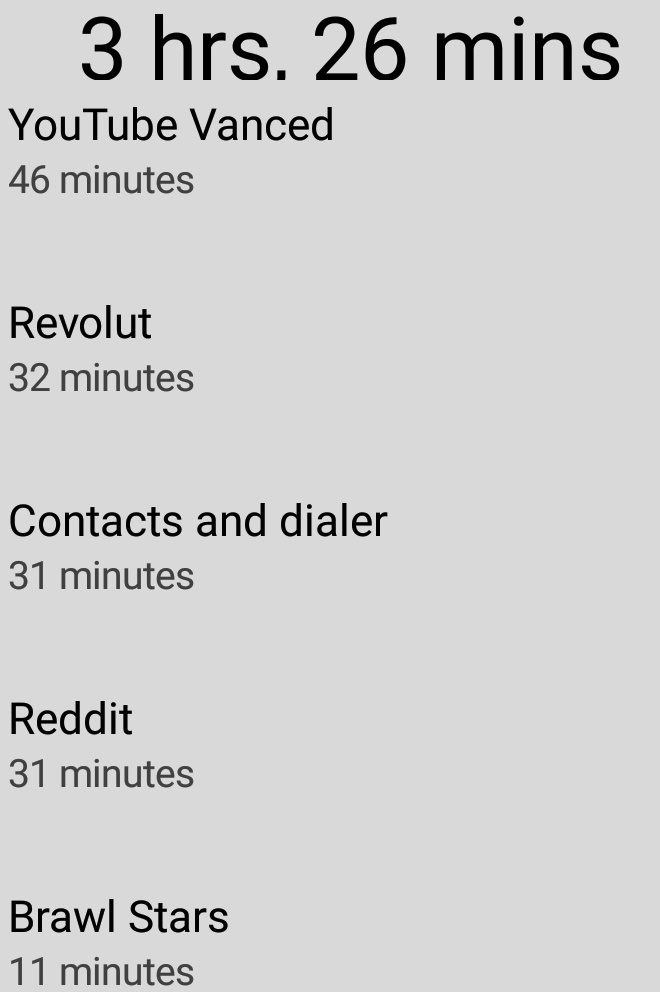 3 hrs. 26 mins
YouTube Vanced
46 minutes
Revolut
32 minutes
Contacts and dialer
31 minutes
Reddit
31 minutes
Brawl Stars
11 minutes